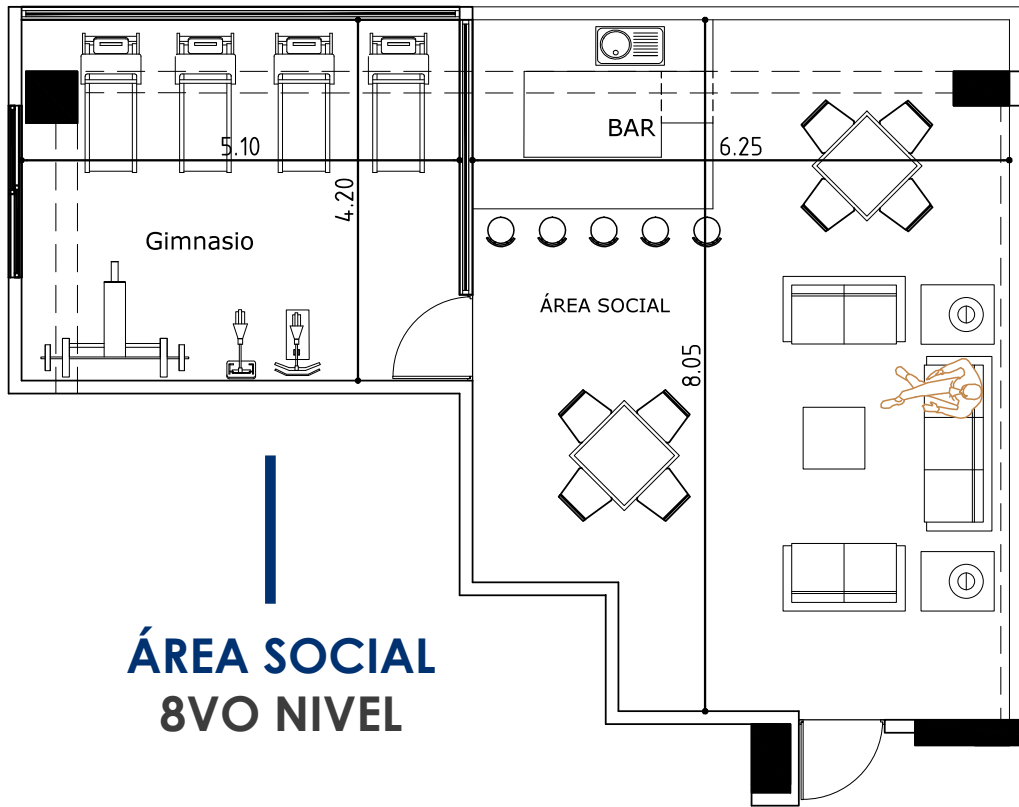 BAR
5.10
6.25
4.20
Gimnasio
ÁREA SOCIAL
8.05
ÁREA SOCIAL
8VO NIVEL